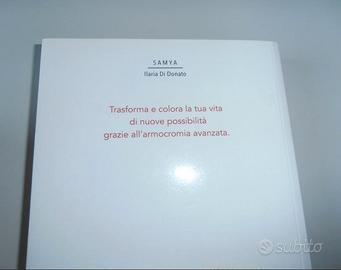 SAMYA
Ilaria Di Donato
Trasforma e colora la tua vita
di nuove possibilità
grazie all'armocromia avanzata.
subito